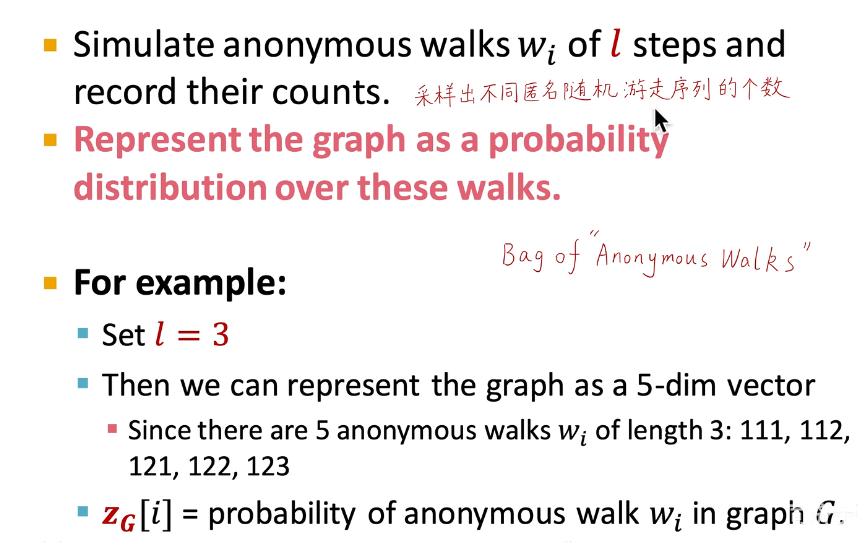 Simulate anonymous walks wᵢ of l steps and
record their counts. 采样出不同匿名随机游走序列的个数
Represent the graph as a probability
distribution over these walks.
Bag of "Anonymous Walks"
For example:
Set l = 3
Then we can represent the graph as a 5-dim vector
Since there are 5 anonymous walks wᵢ of length 3: 111, 112,
121, 122, 123
z_G[i] = probability of anonymous walk wᵢ in graph G.